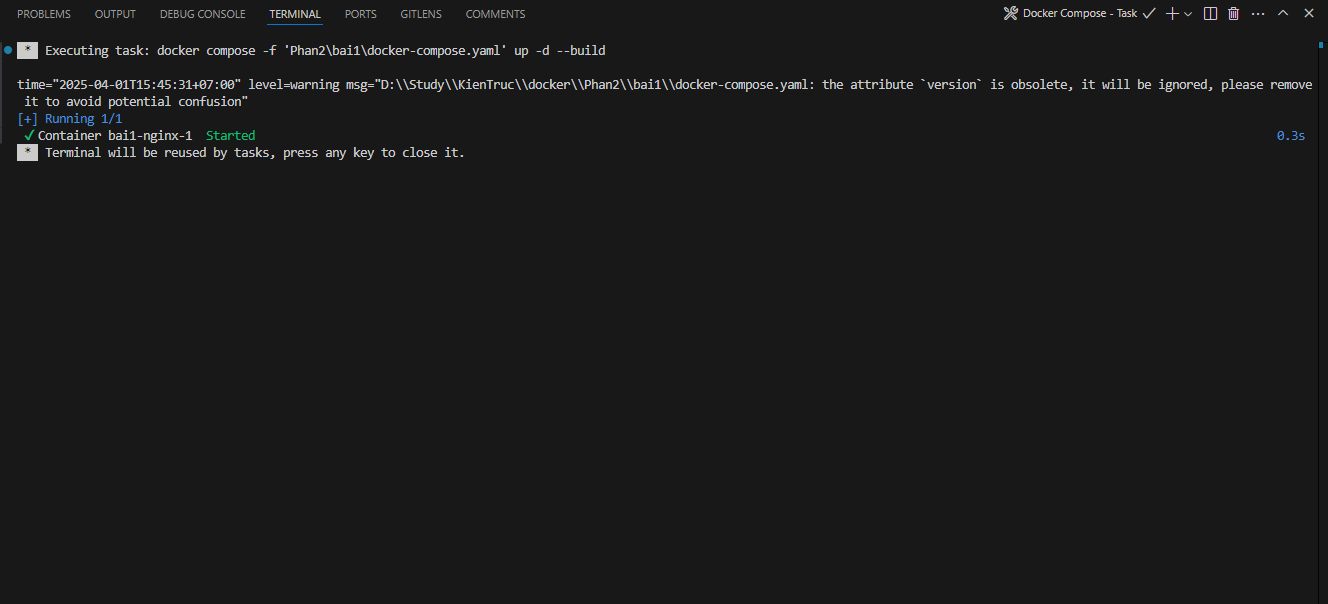 PROBLEMS OUTPUT DEBUG CONSOLE TERMINAL PORTS GITLENS COMMENTS Docker Compose - Task
* Executing task: docker compose -f 'Phan2\bai1\docker-compose.yaml' up -d --build
time="2025-04-01T15:45:31+07:00" level=warning msg="D:\\Study\\KienTruc\\docker\\Phan2\\bai1\\docker-compose.yaml: the attribute `version` is obsolete, it will be ignored, please remove
it to avoid potential confusion"
[+] Running 1/1
✓ Container bai1-nginx-1 Started 0.3s
* Terminal will be reused by tasks, press any key to close it.